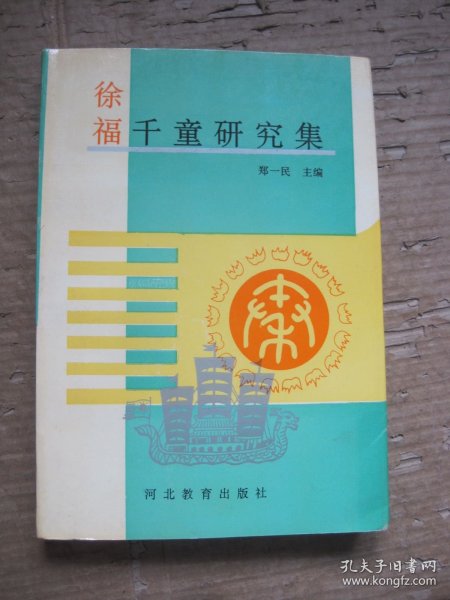 徐福千童研究集
郑一民 主编
秦
河北教育出版社
孔夫子旧书网
www.kongfz.com